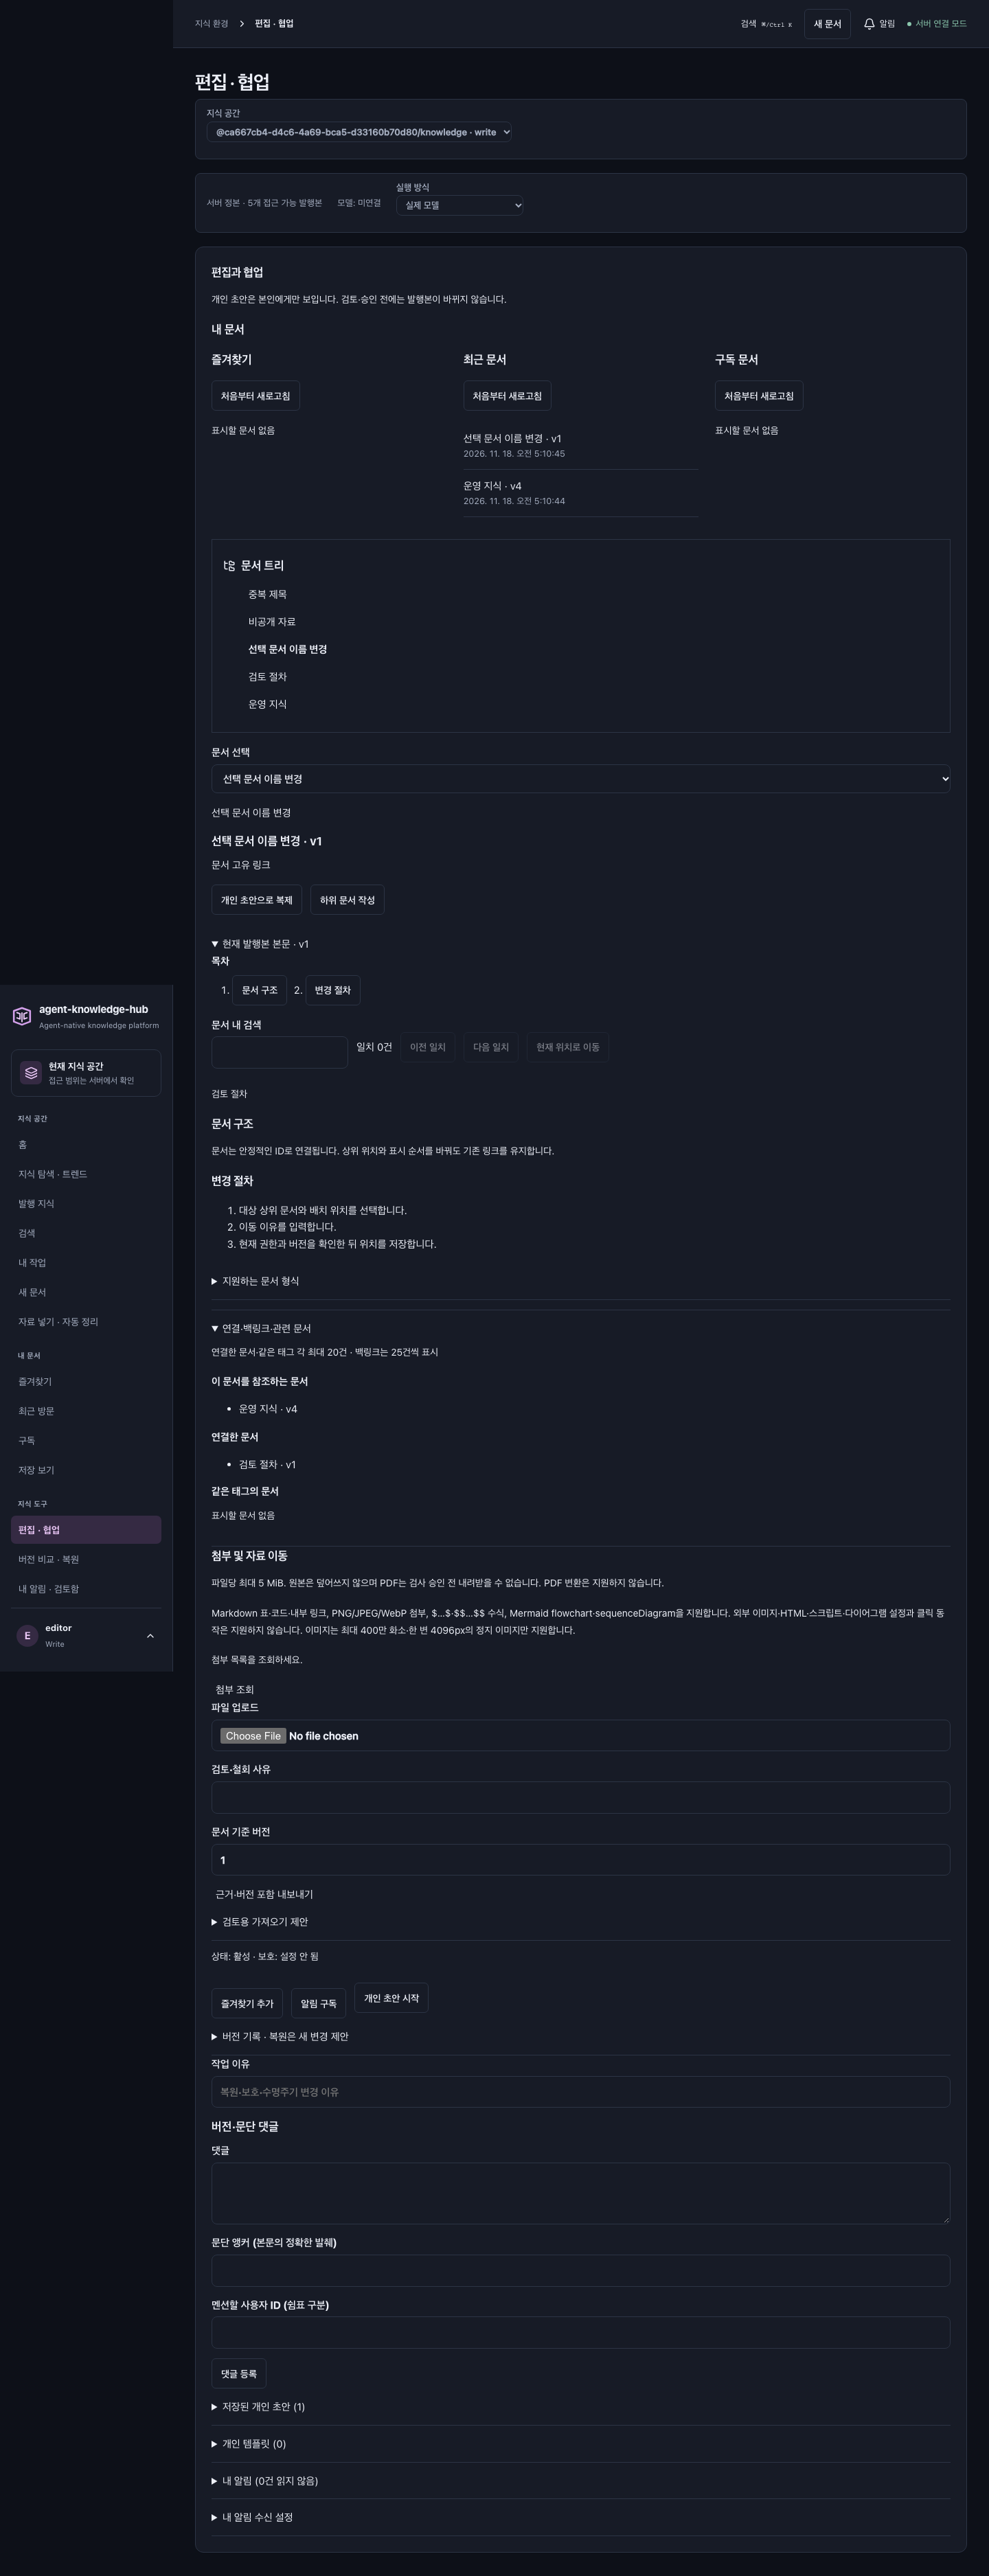 지식 환경 > 편집 · 협업
검색 ⌘/Ctrl K
새 문서
알림
서버 연결 모드
편집 · 협업
지식 공간
@ca667cb4-d4c6-4a69-bca5-d33160b70d80/knowledge · write
서버 정본 · 5개 접근 가능 발행본
모델: 미연결
실행 방식
실제 모델
편집과 협업
개인 초안은 본인에게만 보입니다. 검토·승인 전에는 발행본이 바뀌지 않습니다.
내 문서
즐겨찾기
처음부터 새로고침
표시할 문서 없음
최근 문서
처음부터 새로고침
선택 문서 이름 변경 · v1
2026. 11. 18. 오전 5:10:45
운영 지식 · v4
2026. 11. 18. 오전 5:10:44
구독 문서
처음부터 새로고침
표시할 문서 없음
문서 트리
중복 제목
비공개 자료
선택 문서 이름 변경
검토 절차
운영 지식
문서 선택
선택 문서 이름 변경
선택 문서 이름 변경
선택 문서 이름 변경 · v1
문서 고유 링크
개인 초안으로 복제
하위 문서 작성
▼ 현재 발행본 본문 · v1
목차
1. 문서 구조
2. 변경 절차
문서 내 검색
일치 0건
이전 일치
다음 일치
현재 위치로 이동
검토 절차
문서 구조
문서는 안정적인 ID로 연결됩니다. 상위 위치와 표시 순서를 바꿔도 기존 링크를 유지합니다.
변경 절차
1. 대상 상위 문서와 배치 위치를 선택합니다.
2. 이동 이유를 입력합니다.
3. 현재 권한과 버전을 확인한 뒤 위치를 저장합니다.
▶ 지원하는 문서 형식
▼ 연결·백링크·관련 문서
연결한 문서·같은 태그 각 최대 20건 · 백링크는 25건씩 표시
이 문서를 참조하는 문서
• 운영 지식 · v4
연결한 문서
• 검토 절차 · v1
같은 태그의 문서
표시할 문서 없음
첨부 및 자료 이동
파일당 최대 5 MiB. 원본은 덮어쓰지 않으며 PDF는 검사 승인 전 내려받을 수 없습니다. PDF 변환은 지원하지 않습니다.
Markdown 표·코드·내부 링크, PNG/JPEG/WebP 첨부, $...$·$$...$$ 수식, Mermaid flowchart·sequenceDiagram을 지원합니다. 외부 이미지·HTML·스크립트·다이어그램 설정과 클릭 동
작은 지원하지 않습니다. 이미지는 최대 400만 화소·한 변 4096px의 정지 이미지만 지원합니다.
첨부 목록을 조회하세요.
첨부 조회
파일 업로드
Choose File No file chosen
검토·철회 사유
문서 기준 버전
1
근거·버전 포함 내보내기
▶ 검토용 가져오기 제안
상태: 활성 · 보호: 설정 안 됨
즐겨찾기 추가
알림 구독
개인 초안 시작
▶ 버전 기록 · 복원은 새 변경 제안
작업 이유
복원·보호·수명주기 변경 이유
버전·문단 댓글
댓글
문단 앵커 (본문의 정확한 발췌)
멘션할 사용자 ID (쉼표 구분)
댓글 등록
▶ 저장된 개인 초안 (1)
▶ 개인 템플릿 (0)
▶ 내 알림 (0건 읽지 않음)
▶ 내 알림 수신 설정
agent-knowledge-hub
Agent-native knowledge platform
현재 지식 공간
접근 범위는 서버에서 확인
지식 공간
홈
지식 탐색 · 트렌드
발행 지식
검색
내 작업
새 문서
자료 넣기 · 자동 정리
내 문서
즐겨찾기
최근 방문
구독
저장 보기
지식 도구
편집 · 협업
버전 비교 · 복원
내 알림 · 검토함
E
editor
Write